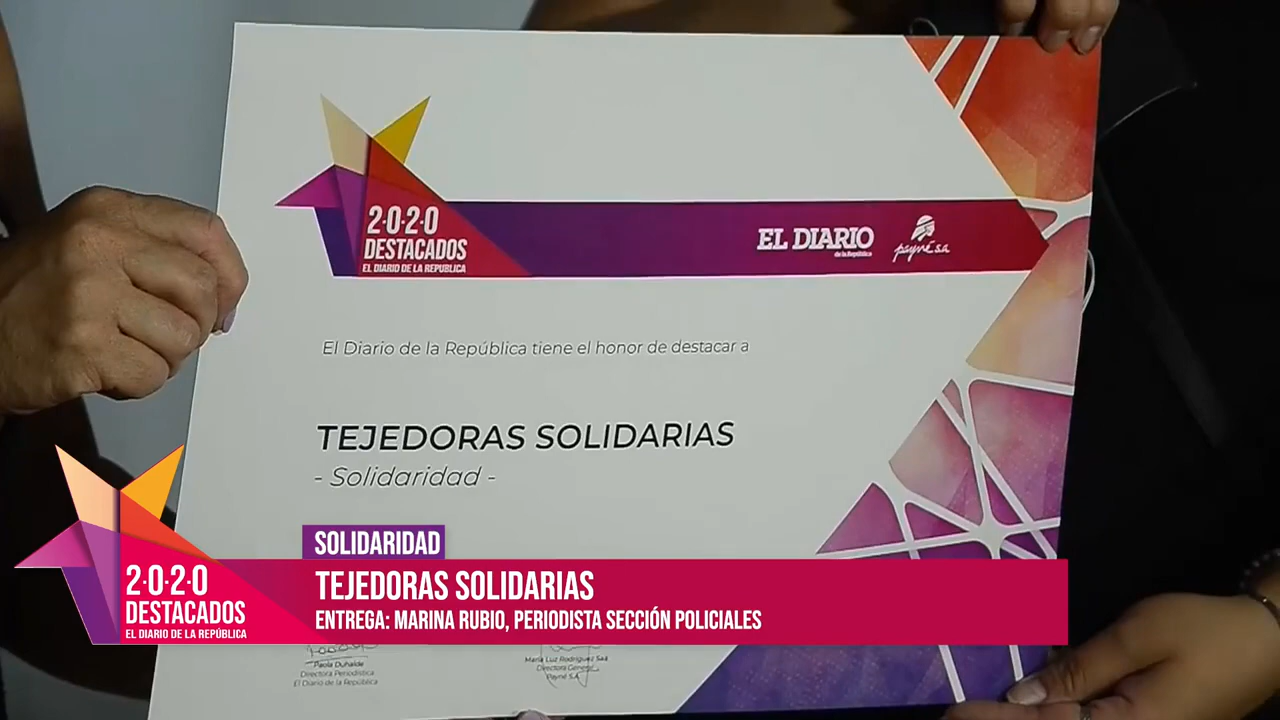 2·0·2·0
DESTACADOS
EL DIARIO DE LA REPÚBLICA
EL DIARIO
de la República
payné s.a.
El Diario de la República tiene el honor de destacar a
TEJEDORAS SOLIDARIAS
- Solidaridad -
SOLIDARIDAD
TEJEDORAS SOLIDARIAS
ENTREGA: MARINA RUBIO, PERIODISTA SECCIÓN POLICIALES
2·0·2·0
DESTACADOS
EL DIARIO DE LA REPÚBLICA
Paola Duhalde
Directora Periodística
El Diario de la República
María Luz Rodríguez Saá
Directora General
Payné S.A.